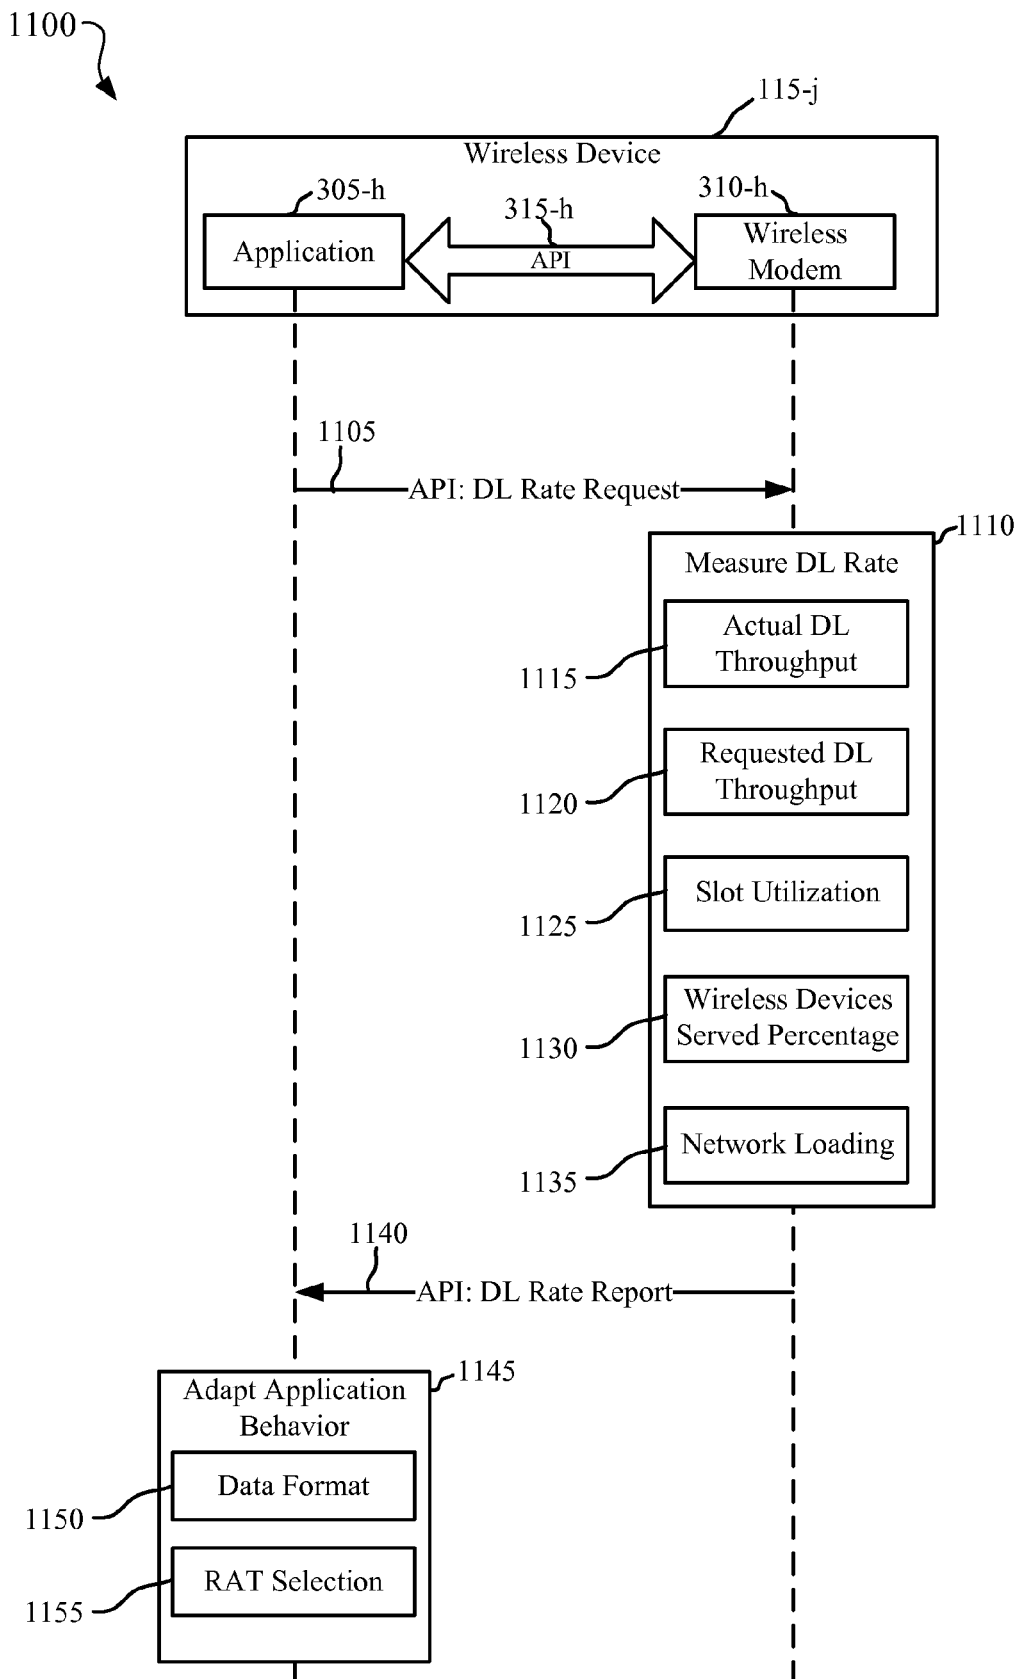 1100
115-j
Wireless Device
305-h
315-h
310-h
Application
API
Wireless
Modem
1105
API: DL Rate Request
1110
Measure DL Rate
Actual DL
Throughput
1115
Requested DL
Throughput
1120
Slot Utilization
1125
Wireless Devices
Served Percentage
1130
Network Loading
1135
1140
API: DL Rate Report
1145
Adapt Application
Behavior
Data Format
1150
RAT Selection
1155